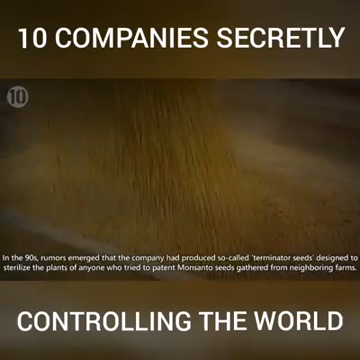 10 COMPANIES SECRETLY
10
In the 90s, rumors emerged that the company had produced so-called 'terminator seeds' designed to
sterilize the plants of anyone who tried to patent Monsanto seeds gathered from neighboring farms.
CONTROLLING THE WORLD